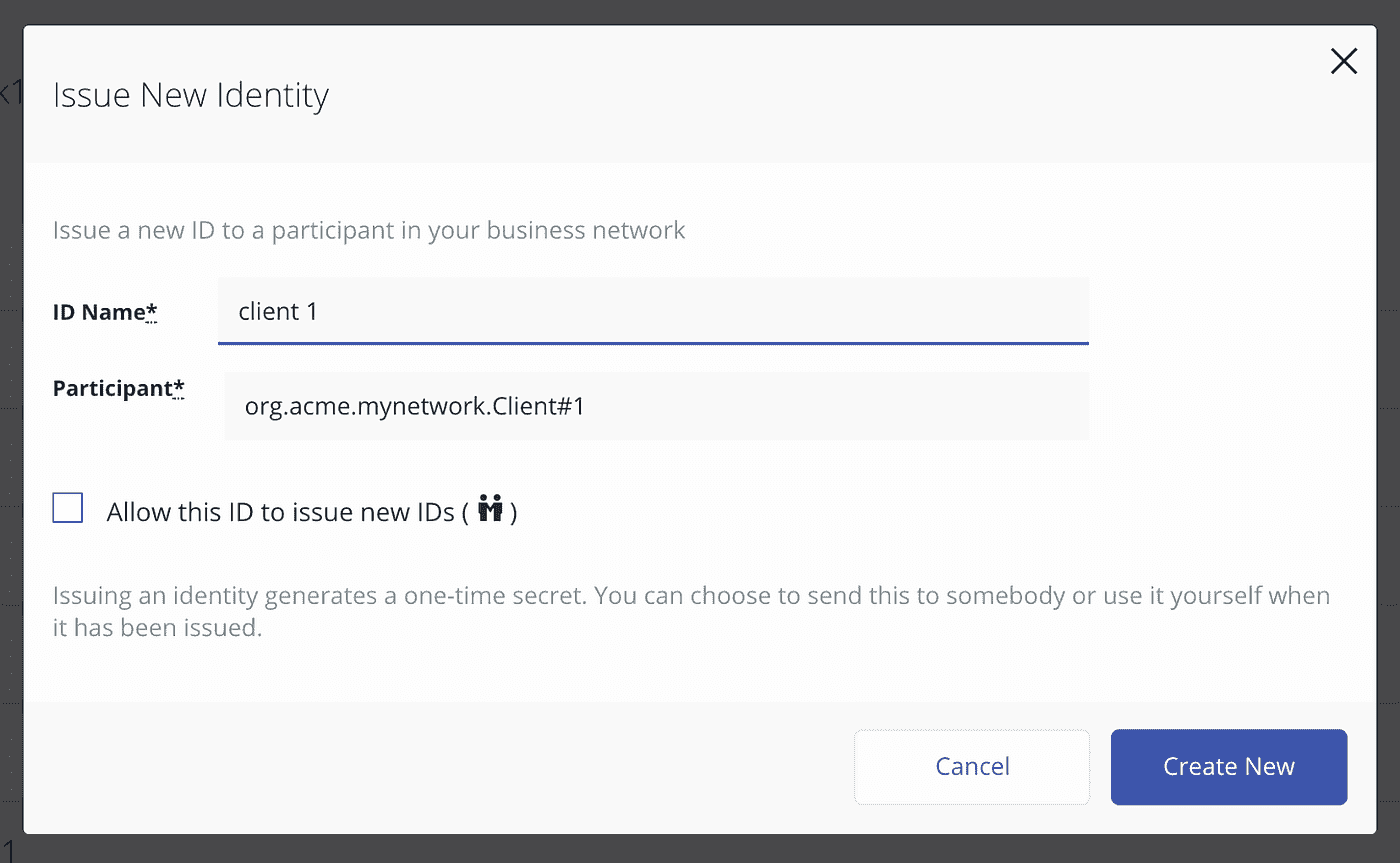 Issue New Identity
Issue a new ID to a participant in your business network
ID Name*
client 1
Participant*
org.acme.mynetwork.Client#1
Allow this ID to issue new IDs ( )
Issuing an identity generates a one-time secret. You can choose to send this to somebody or use it yourself when
it has been issued.
Cancel
Create New